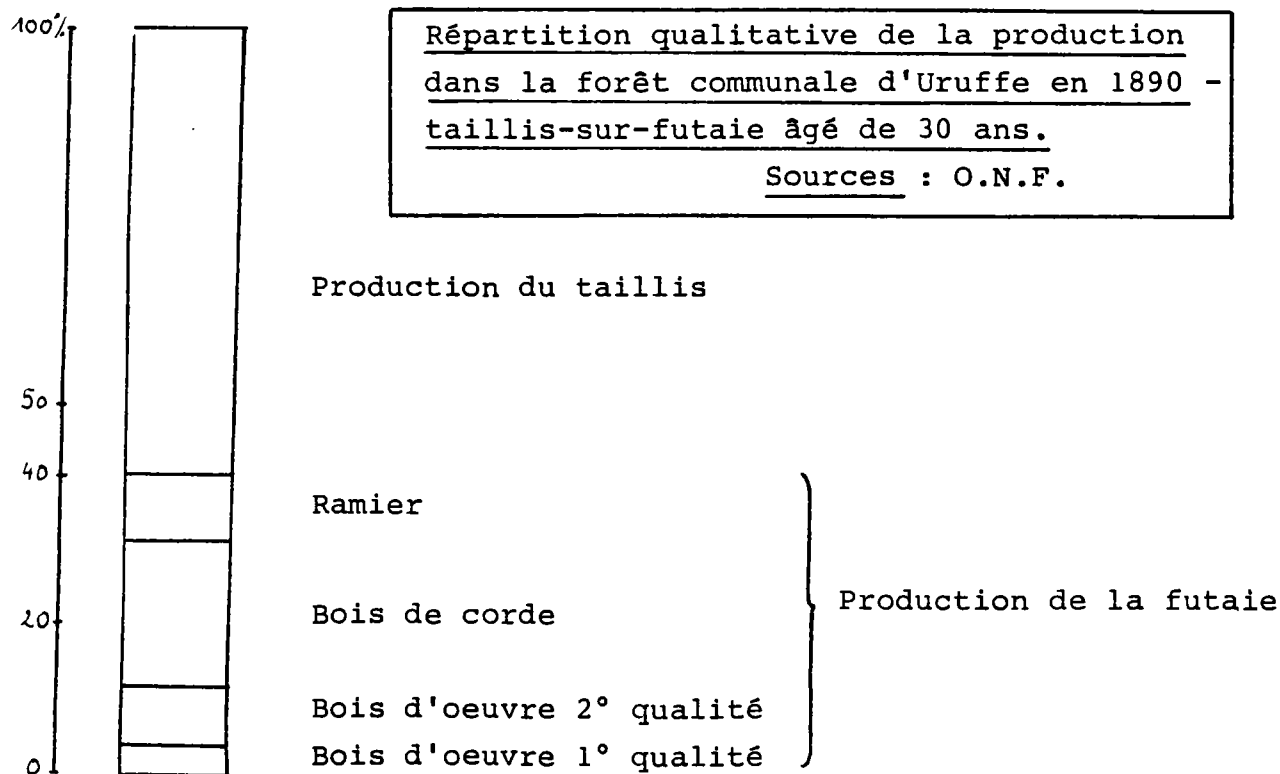 100%
Répartition qualitative de la production
dans la forêt communale d'Uruffe en 1890 -
taillis-sur-futaie âgé de 30 ans.
Sources : O.N.F.
Production du taillis
50
40
Ramier
Production de la futaie
20
Bois de corde
Bois d'oeuvre 2° qualité
Bois d'oeuvre 1° qualité
0